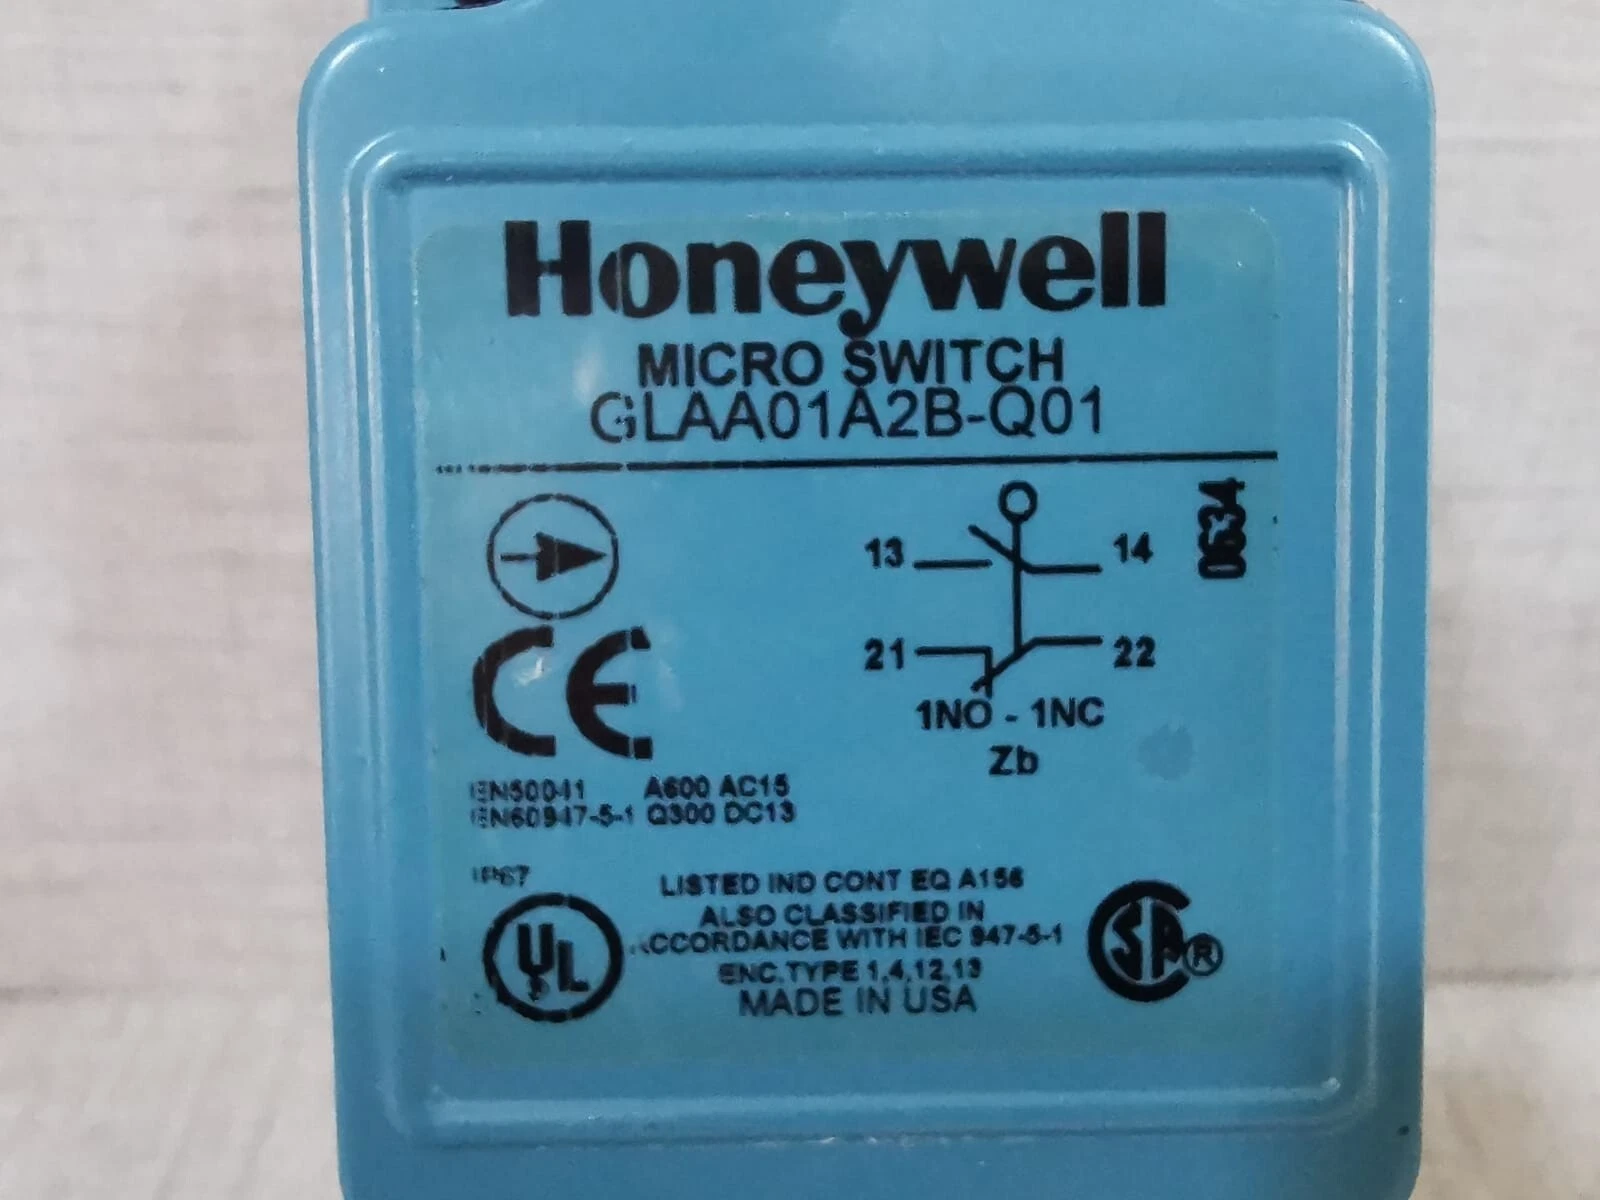 Honeywell
MICRO SWITCH
GLAA01A2B-Q01
0634
13 14
21 22
1NO - 1NC
Zb
CE
EN50041 A600 AC15
EN60947-5-1 Q300 DC13
IP67
LISTED IND CONT EQ A156
ALSO CLASSIFIED IN
ACCORDANCE WITH IEC 947-5-1
ENC.TYPE 1,4,12,13
MADE IN USA
UL
SA®